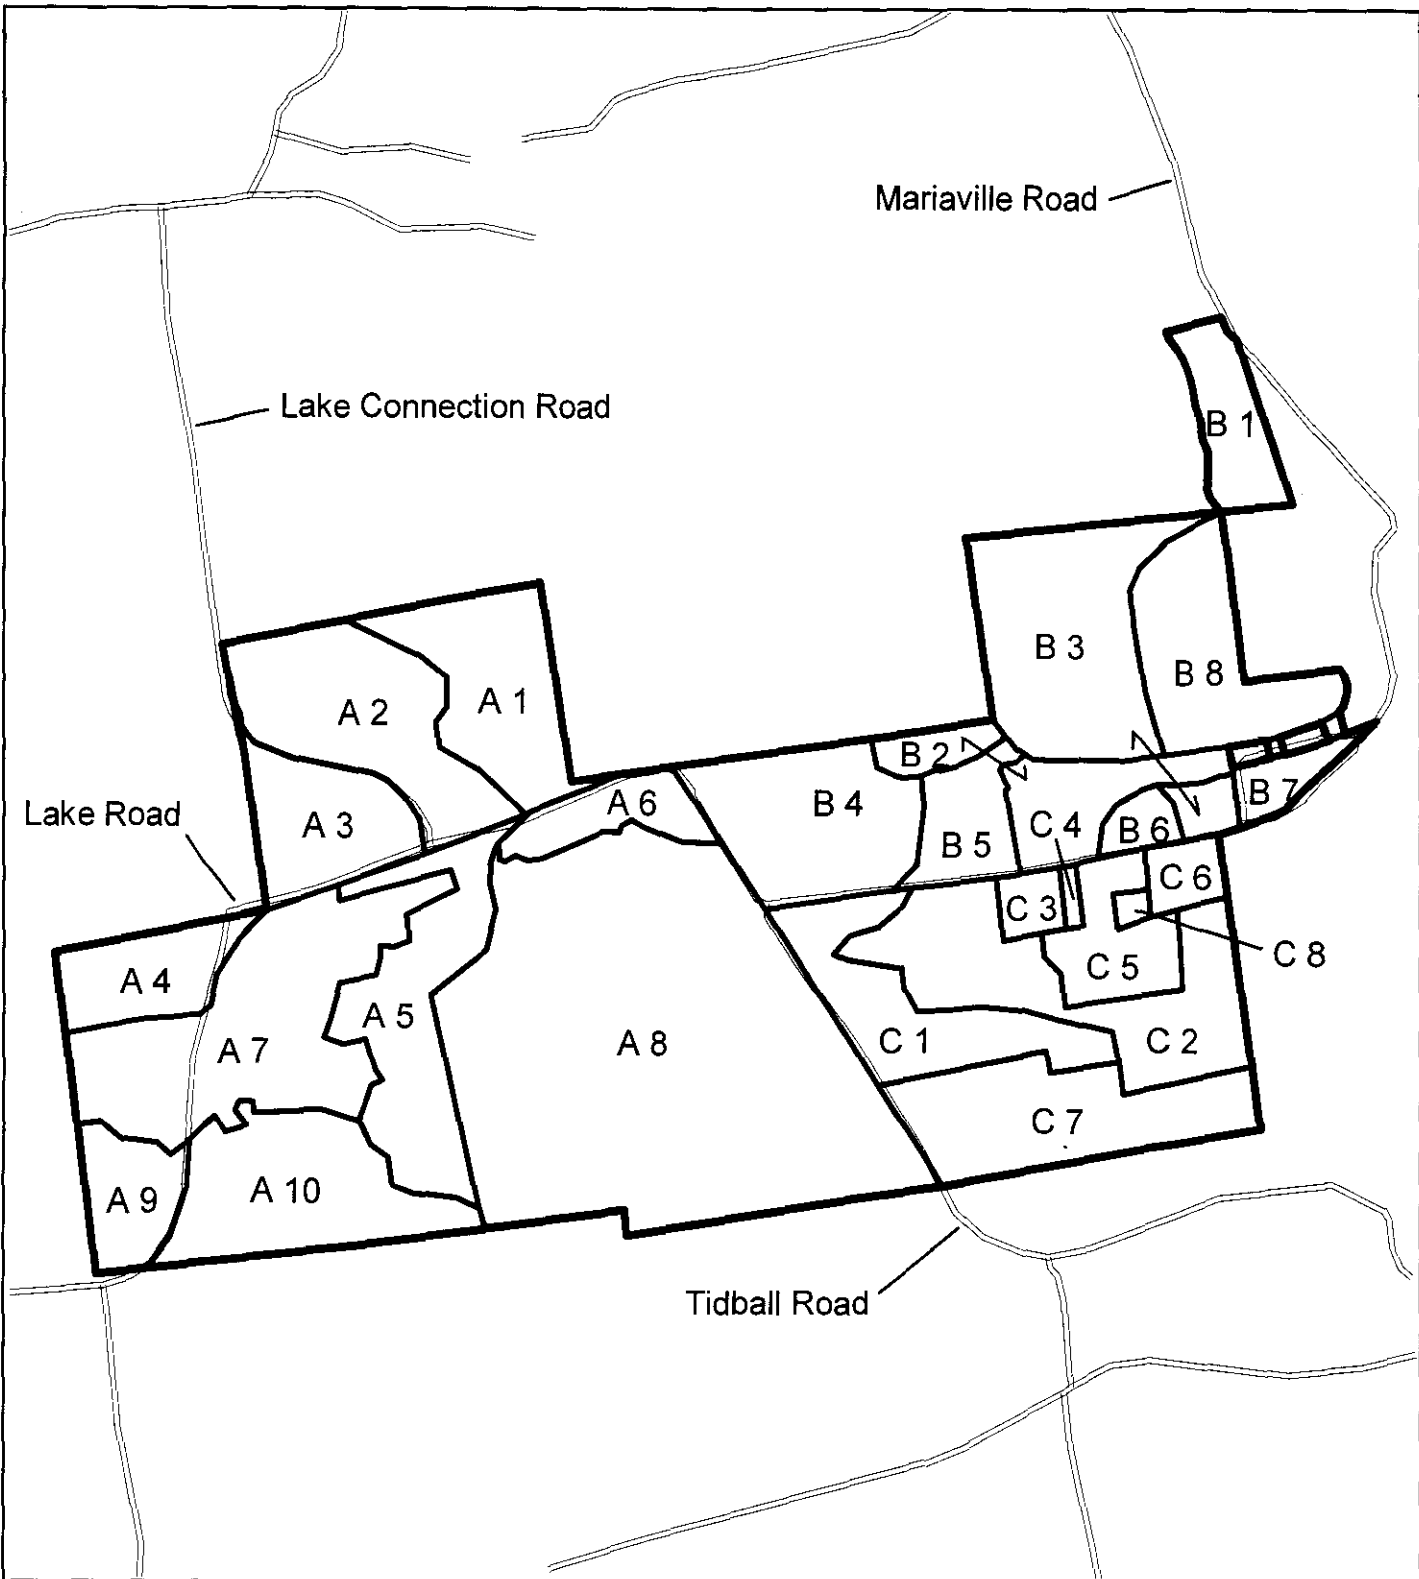 Mariaville Road
Lake Connection Road
B 1
B 3
B 8
A 1
A 2
B 2
B 7
A 6
B 4
Lake Road
A 3
C 4
B 6
B 5
C 6
C 3
C 8
C 5
A 4
A 5
C 1
C 2
A 7
A 8
C 7
A 10
A 9
Tidball Road